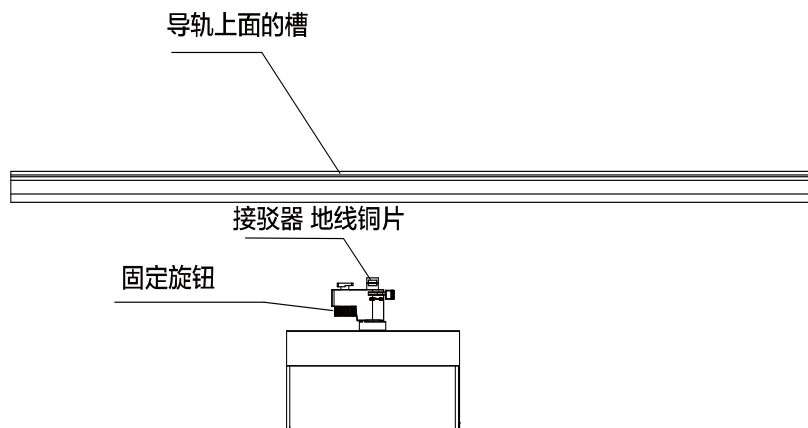 导轨上面的槽
接驳器 地线铜片
固定旋钮